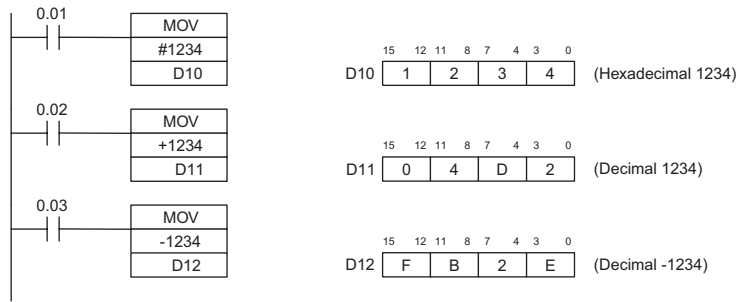 0.01
MOV
#1234
D10
15 12 11 8 7 4 3 0
D10 1 2 3 4 (Hexadecimal 1234)
0.02
MOV
+1234
D11
15 12 11 8 7 4 3 0
D11 0 4 D 2 (Decimal 1234)
0.03
MOV
-1234
D12
15 12 11 8 7 4 3 0
D12 F B 2 E (Decimal -1234)